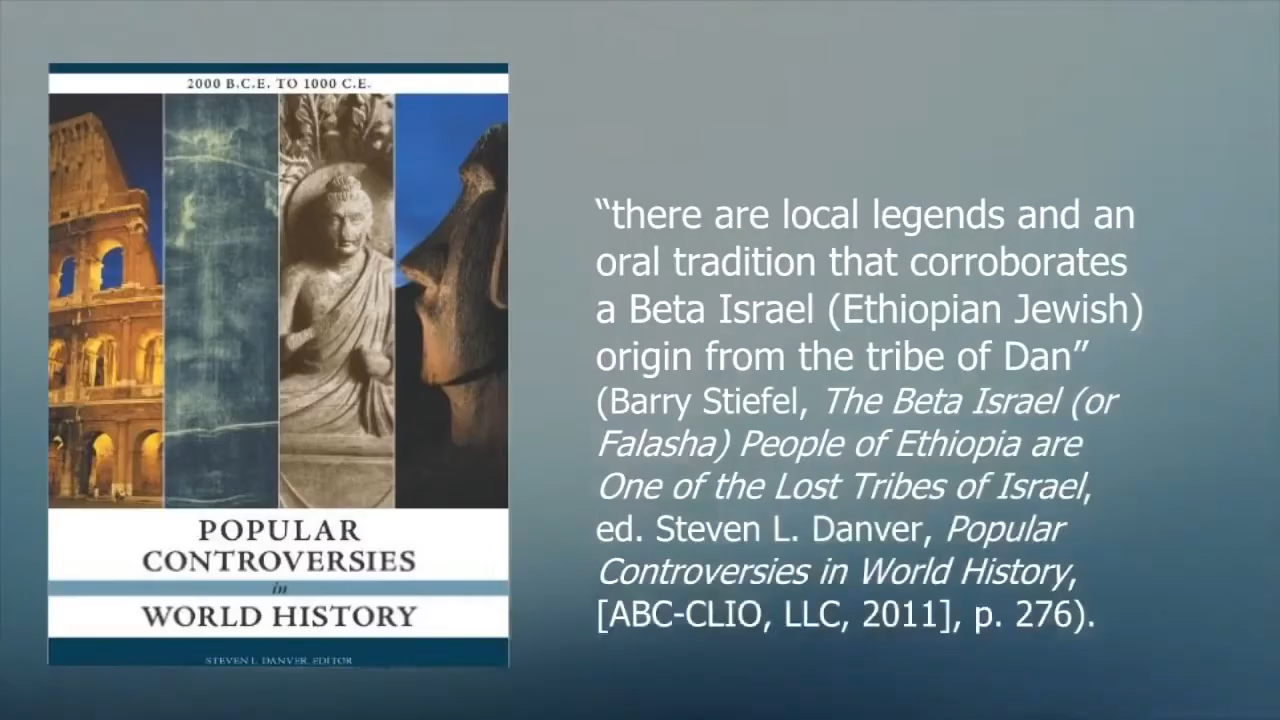 2000 B.C.E. TO 1000 C.E.
POPULAR
CONTROVERSIES
in
WORLD HISTORY
STEVEN L. DANVER, EDITOR
“there are local legends and an
oral tradition that corroborates
a Beta Israel (Ethiopian Jewish)
origin from the tribe of Dan”
(Barry Stiefel, The Beta Israel (or
Falasha) People of Ethiopia are
One of the Lost Tribes of Israel,
ed. Steven L. Danver, Popular
Controversies in World History,
[ABC-CLIO, LLC, 2011], p. 276).